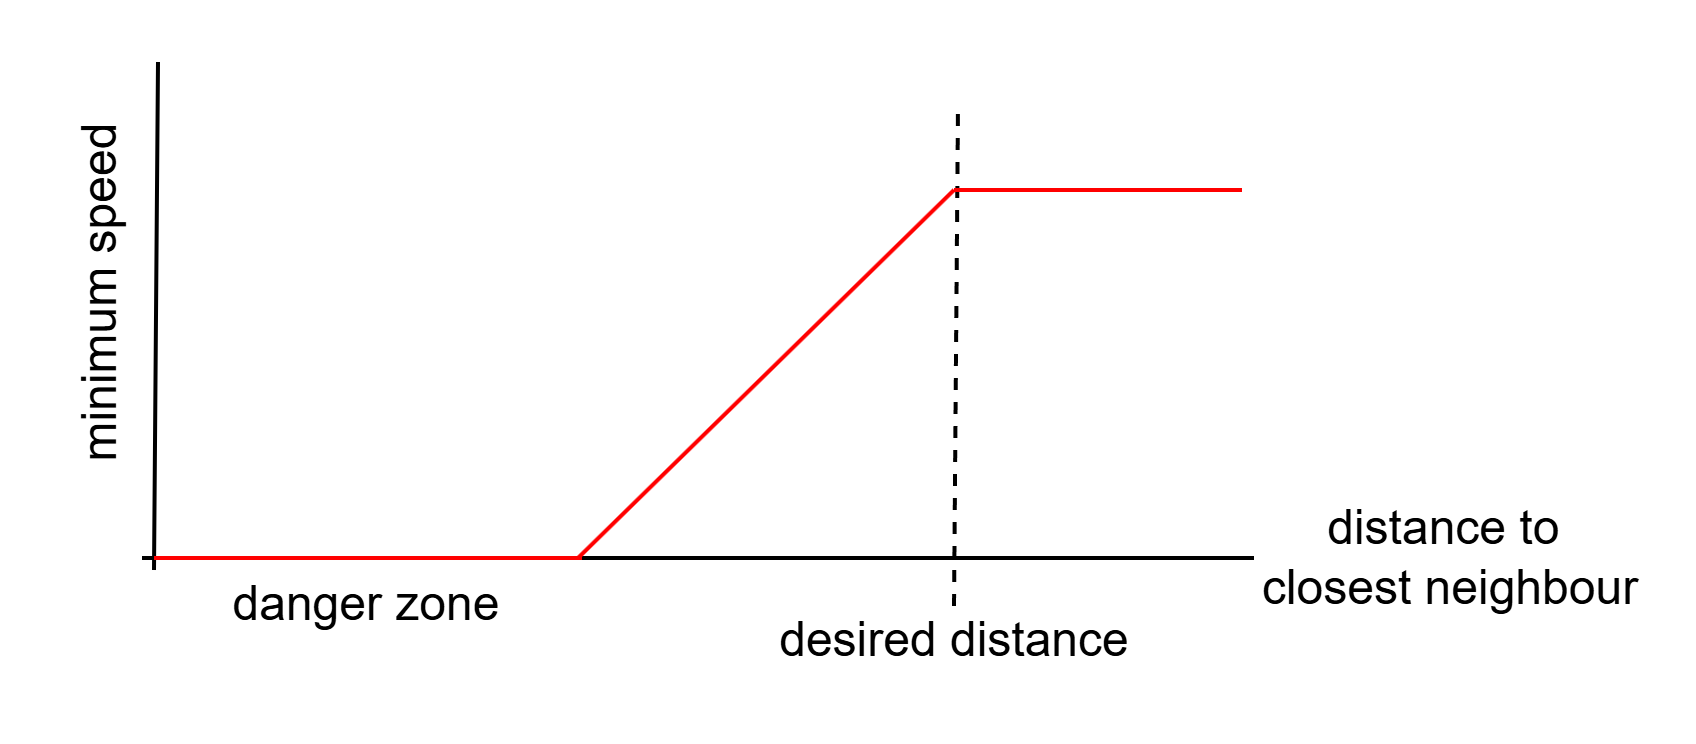 minimum speed
distance to
closest neighbour
danger zone
desired distance